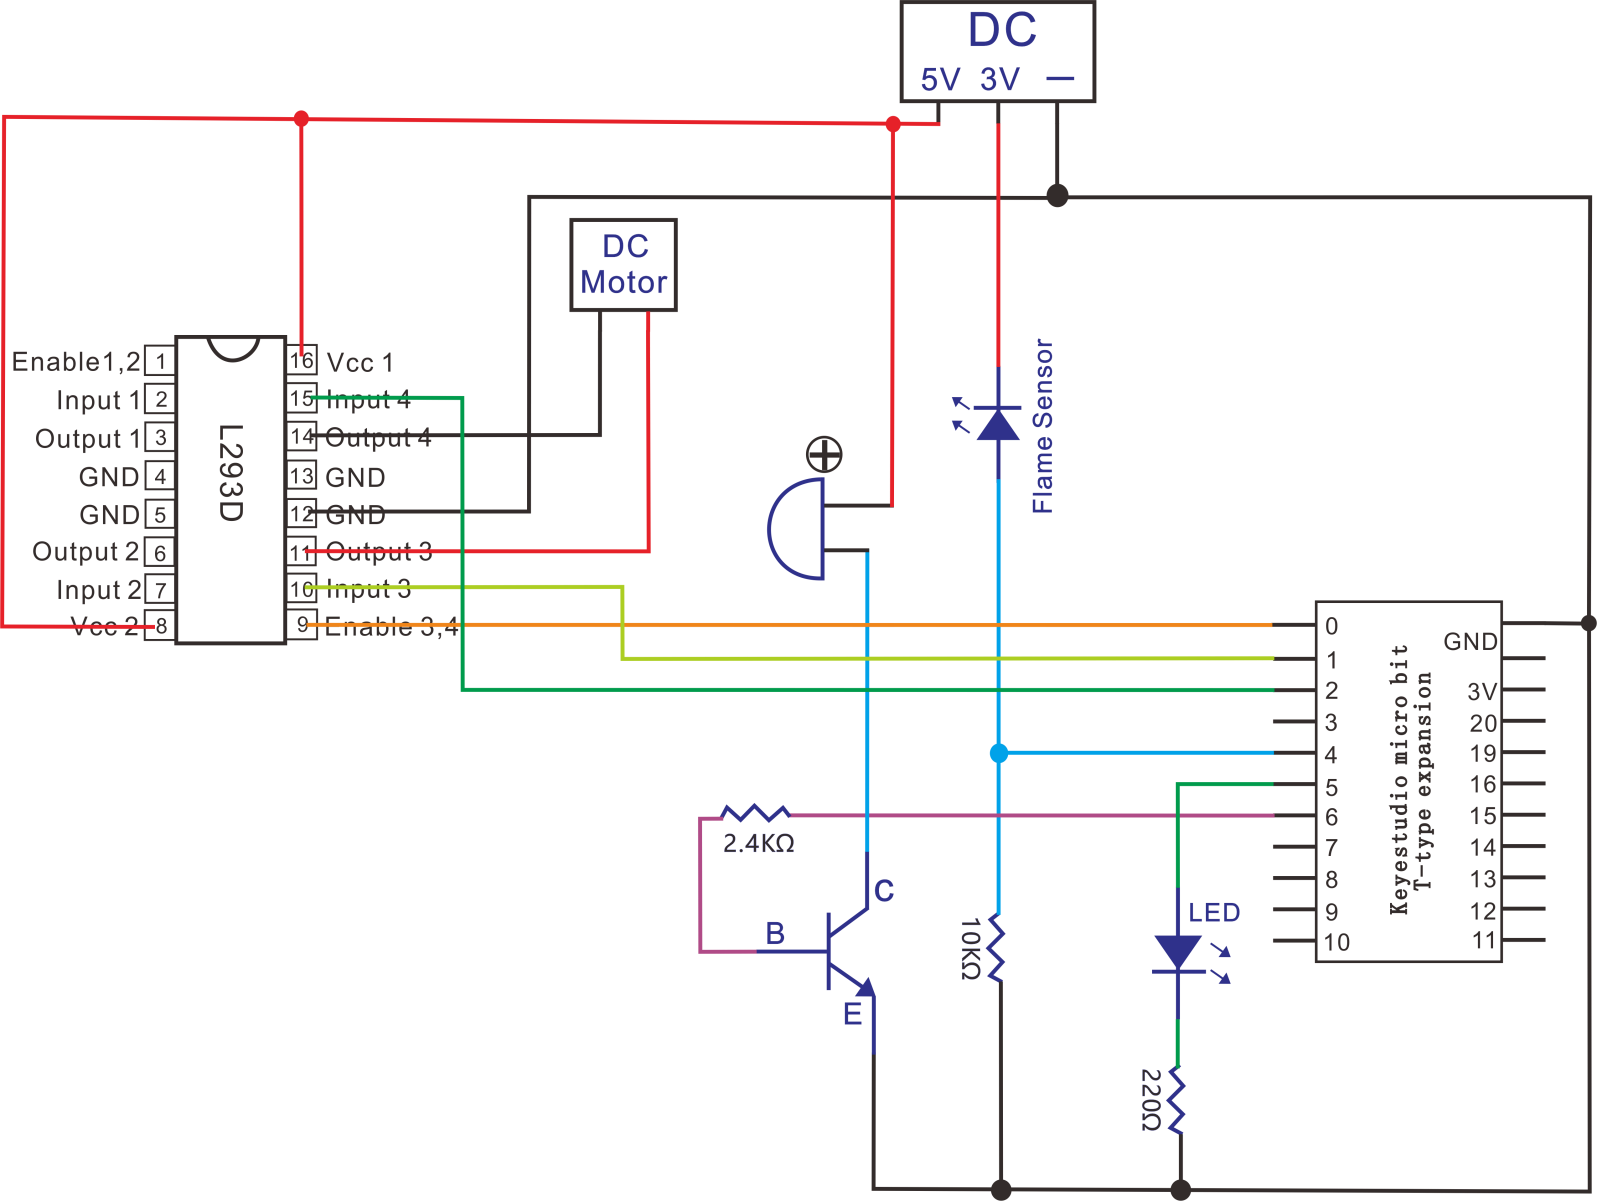 DC
5V 3V —
DC
Motor
Enable1,2 1
Input 1 2
Output 1 3
GND 4
GND 5
Output 2 6
Input 2 7
Vcc 2 8
L293D
16 Vcc 1
15 Input 4
14 Output 4
13 GND
12 GND
11 Output 3
10 Input 3
9 Enable 3,4
Flame Sensor
2.4KΩ
C
B
E
10KΩ
LED
220Ω
0
1
2
3
4
5
6
7
8
9
10
Keyestudio micro bit
T-type expansion
GND
3V
20
19
16
15
14
13
12
11